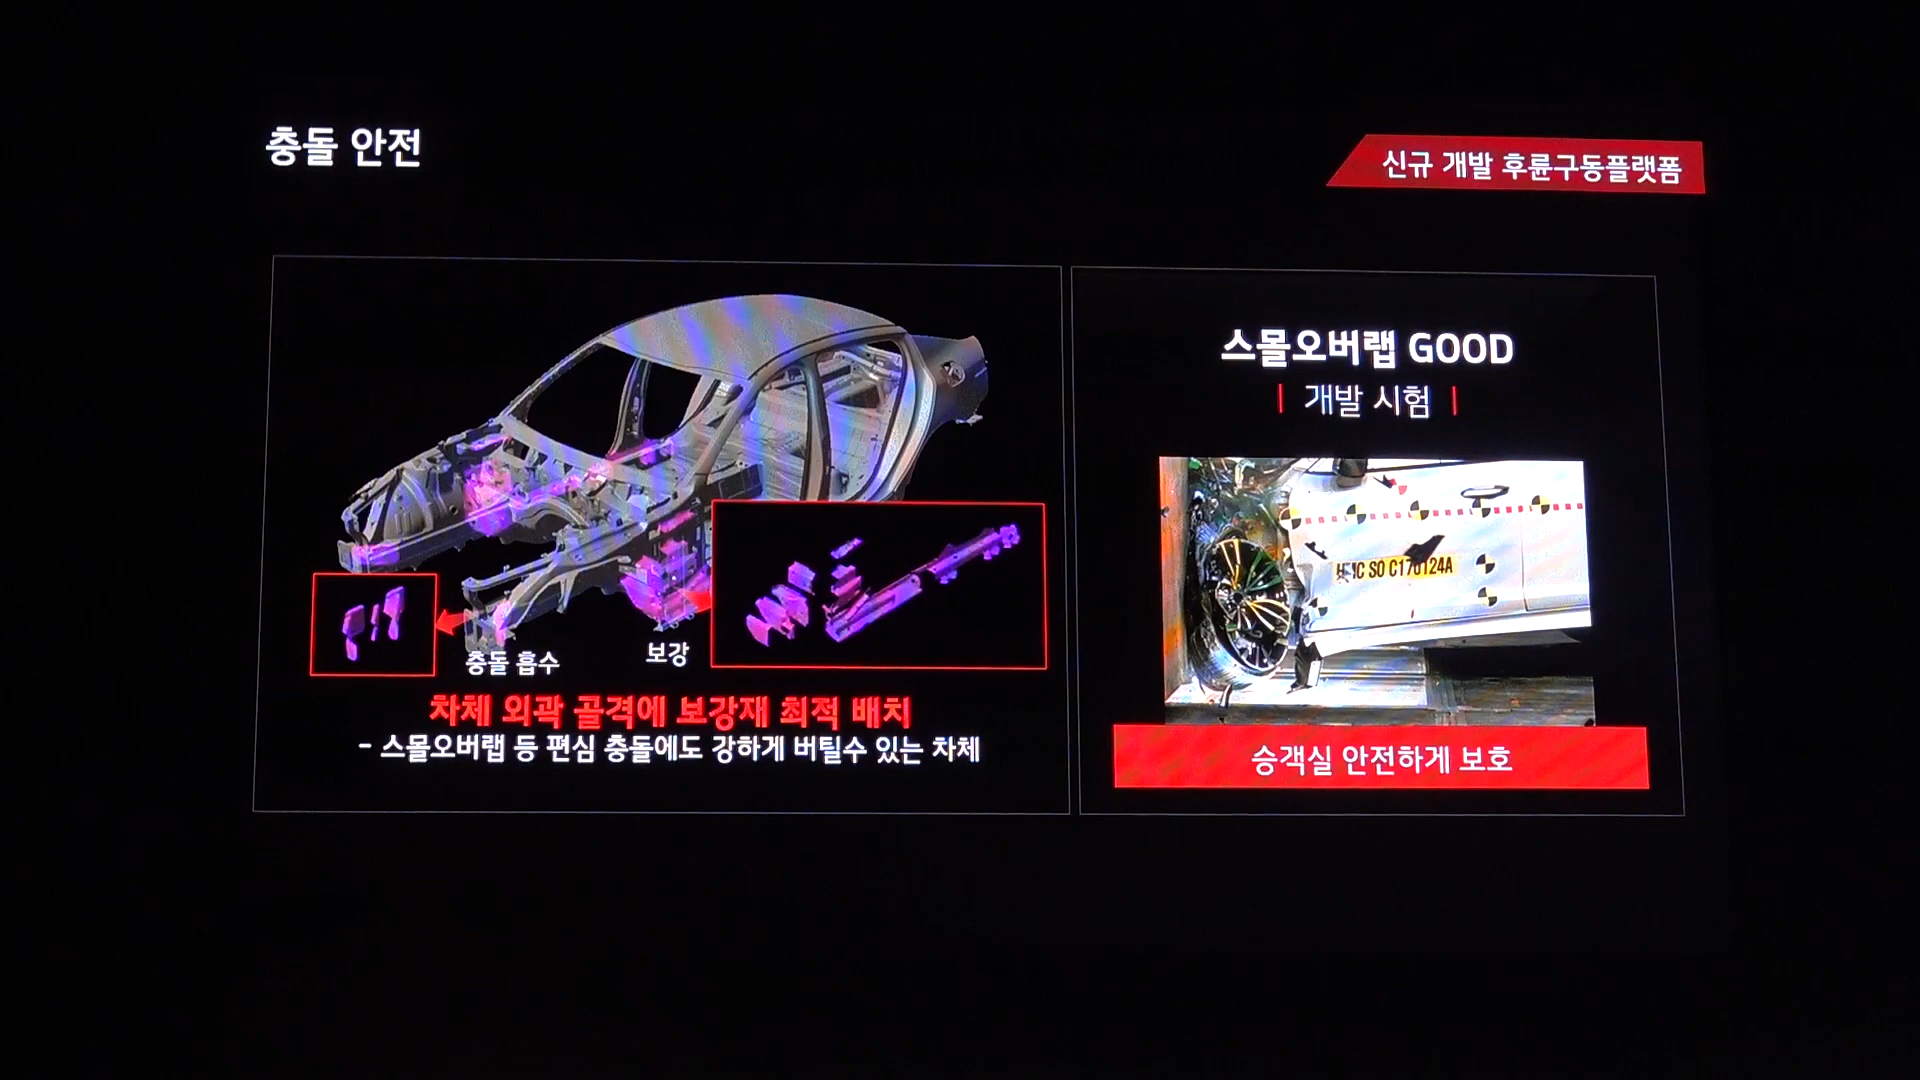 충돌 안전
신규 개발 후륜구동플랫폼
충돌 흡수
보강
차체 외곽 골격에 보강재 최적 배치
- 스몰오버랩 등 편심 충돌에도 강하게 버틸수 있는 차체
스몰오버랩 GOOD
| 개발 시험 |
SO C170124A
승객실 안전하게 보호